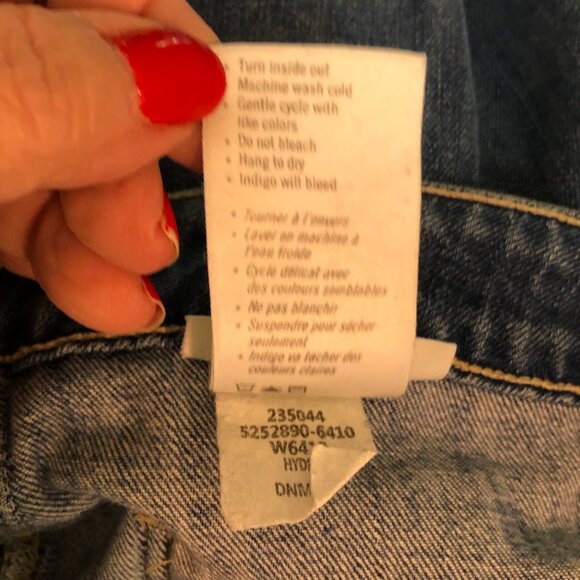 • Turn inside out
Machine wash cold
• Gentle cycle with
like colors
• Do not bleach
• Hang to dry
• Indigo will bleed
• Tourner à l'envers
• Laver en machine à
l'eau froide
• Cycle délicat avec
des couleurs semblables
• Ne pas blanchir
• Suspendre pour sécher
seulement
• Indigo va tacher des
couleurs claires
235044
5252890-6410
W641
HYD
DNM